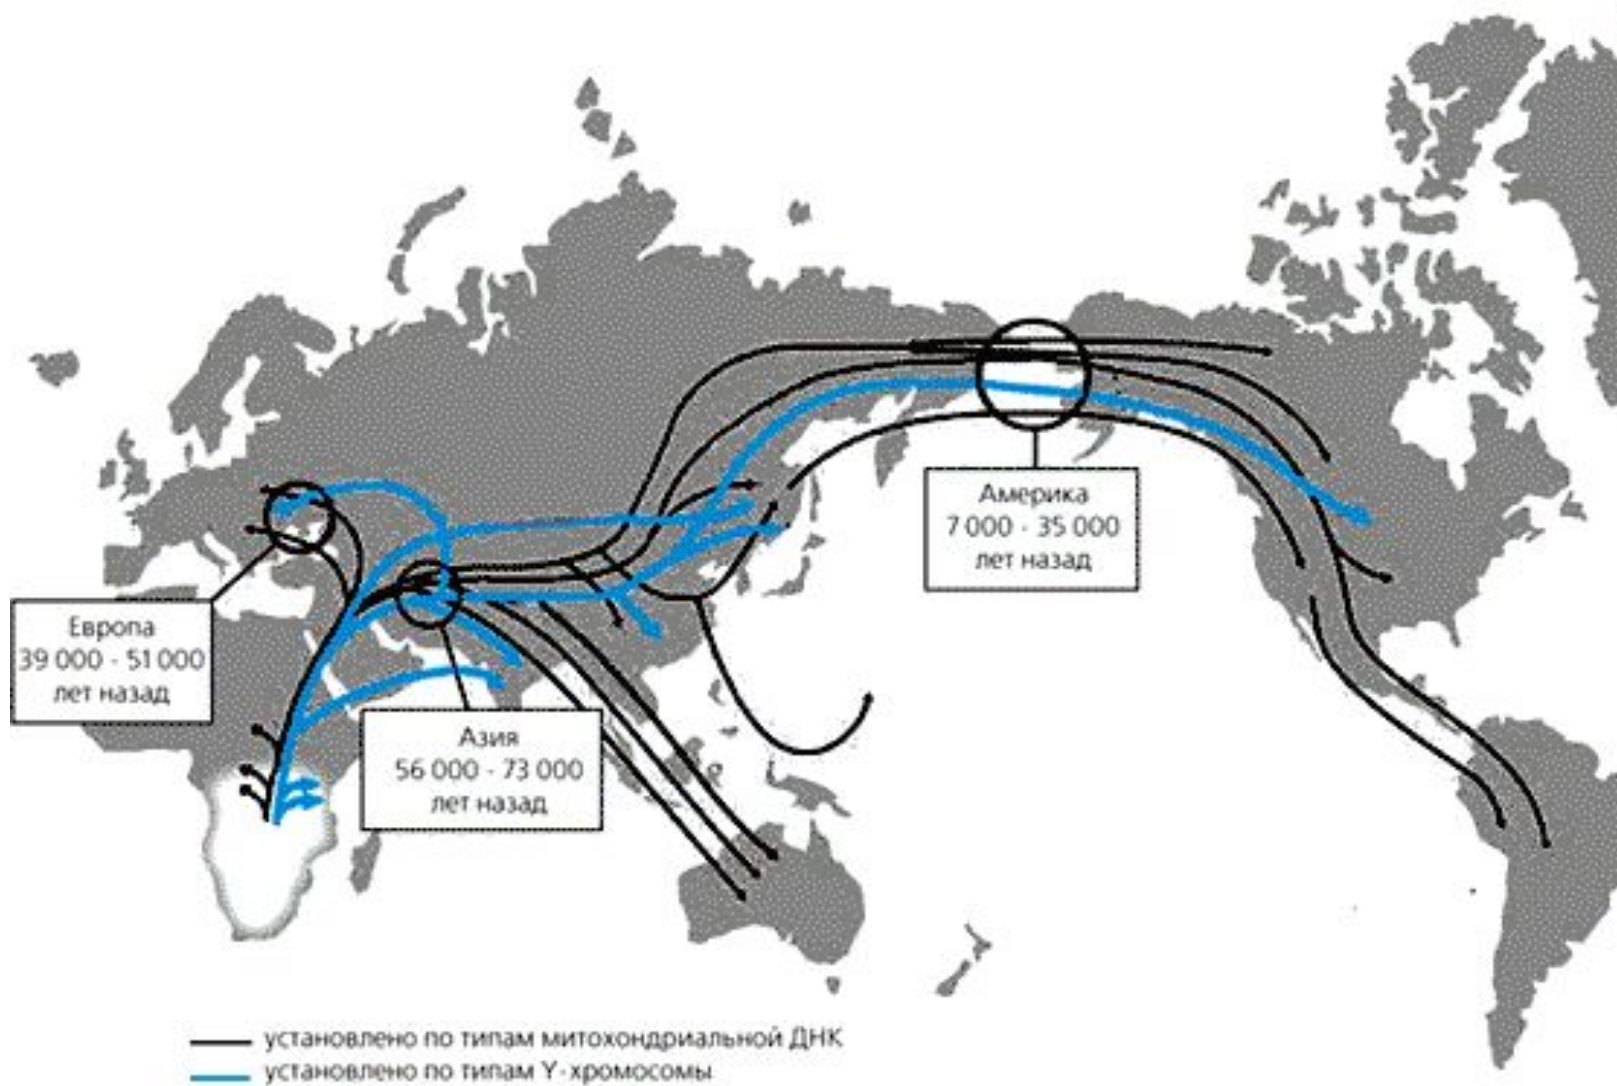 Америка
7 000 - 35 000
лет назад
Европа
39 000 - 51 000
лет назад
Азия
56 000 - 73 000
лет назад
установлено по типам митохондриальной ДНК
установлено по типам Y-хромосомы